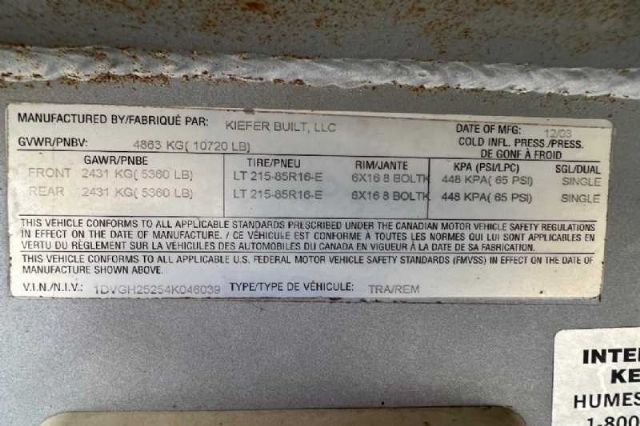 MANUFACTURED BY/FABRIQUÉ PAR: KIEFER BUILT, LLC DATE OF MFG: 12/03
GVWR/PNBV: 4863 KG( 10720 LB) COLD INFL. PRESS./PRESS. DE GONF À FROID
GAWR/PNBE TIRE/PNEU RIM/JANTE KPA (PSI/LPC) SGL/DUAL
FRONT 2431 KG( 5360 LB) LT 215-85R16-E 6X16 8 BOLTK 448 KPA( 65 PSI) SINGLE
REAR 2431 KG( 5360 LB) LT 215-85R16-E 6X16 8 BOLTK 448 KPA( 65 PSI) SINGLE
THIS VEHICLE CONFORMS TO ALL APPLICABLE STANDARDS PRESCRIBED UNDER THE CANADIAN MOTOR VEHICLE SAFETY REGULATIONS
IN EFFECT ON THE DATE OF MANUFACTURE. / CE VÉHICULE EST CONFORME À TOUTES LES NORMES QUI LUI SONT APPLICABLES EN
VERTU DU RÈGLEMENT SUR LA VÉHICULES DES AUTOMOBILES DU CANADA EN VIGUEUR À LA DATE DE SA FABRICATION.
THIS VEHICLE CONFORMS TO ALL APPLICABLE U.S. FEDERAL MOTOR VEHICLE SAFETY STANDARDS (FMVSS) IN EFFECT ON THE DATE OF
MANUFACTURE SHOWN ABOVE.
V.I.N./N.I.V.: 1DVGH25254K046039 TYPE/TYPE DE VÉHICULE: TRA/REM
INTE
KE
HUMES
1-800